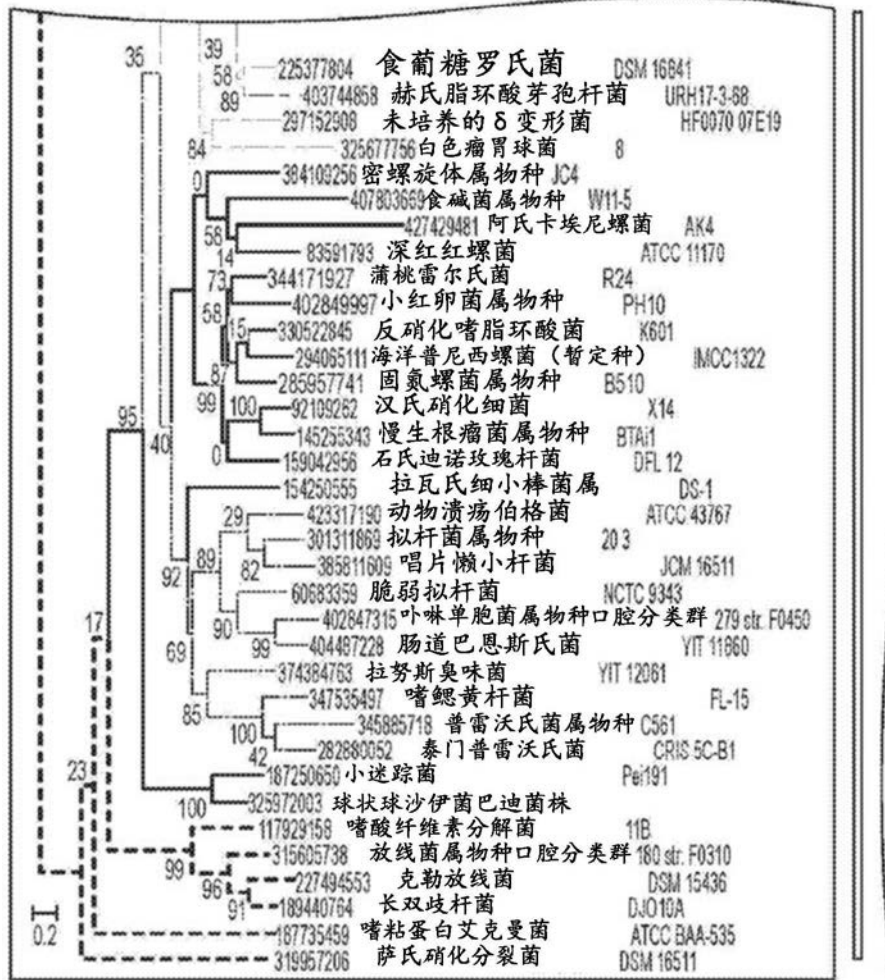 35
39
58
225377804 食葡糖罗氏菌 DSM 16841
89
403744858 赫氏脂环酸芽孢杆菌 URH17-3-68
297152908 未培养的δ变形菌 HF0070 07E19
84
325677756 白色瘤胃球菌 8
0
384109256 密螺旋体属物种 JC4
407803669 食碱菌属物种 W11-5
58
427429481 阿氏卡埃尼螺菌 AK4
14
83591793 深红红螺菌 ATCC 11170
73
344171927 蒲桃雷尔氏菌 R24
58
402849997 小红卵菌属物种 PH10
15
330522845 反硝化嗜脂环酸菌 K601
294065111 海洋普尼西螺菌（暂定种） IMCC1322
87
285957741 固氮螺菌属物种 B510
99
100
92109262 汉氏硝化细菌 X14
95
40
145255343 慢生根瘤菌属物种 BTAi1
0
159042956 石氏迪诺玫瑰杆菌 DFL 12
154250555 拉瓦氏细小棒菌属 DS-1
29
423317190 动物溃疡伯格菌 ATCC 43767
89
301311869 拟杆菌属物种 20 3
92
82
385811609 唱片懒小杆菌 JCM 16511
60683359 脆弱拟杆菌 NCTC 9343
17
90
402847315 卟啉单胞菌属物种口腔分类群 279 str. F0450
99
404487228 肠道巴恩斯氏菌 YIT 11860
69
374384763 拉努斯臭味菌 YIT 12061
85
347535497 嗜鳃黄杆菌 FL-15
100
345885718 普雷沃氏菌属物种 C561
42
282880052 泰门普雷沃氏菌 CRIS 5C-B1
23
187250650 小迷踪菌 Pei191
100
325972003 球状球沙伊菌巴迪菌株
117929158 嗜酸纤维素分解菌 11B
99
315605738 放线菌属物种口腔分类群 180 str. F0310
96
227494553 克勒放线菌 DSM 15436
91
189440764 长双歧杆菌 DJO10A
0.2
187735459 嗜粘蛋白艾克曼菌 ATCC BAA-535
319957206 萨氏硝化分裂菌 DSM 16511